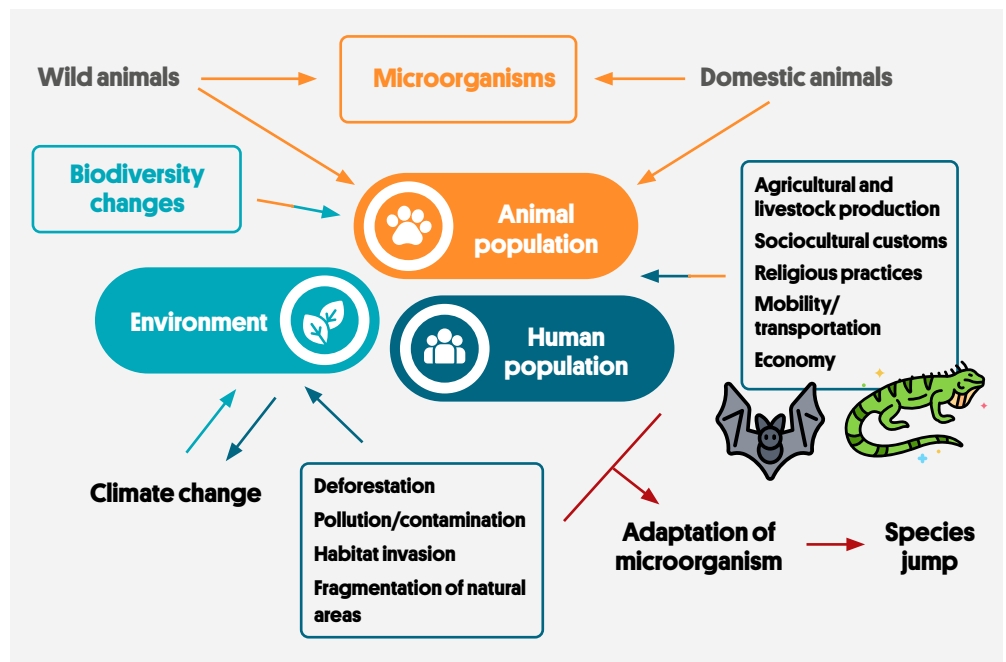 Wild animals
Microorganisms
Domestic animals
Biodiversity
changes
Animal
population
Agricultural and
livestock production
Sociocultural customs
Religious practices
Mobility/
transportation
Economy
Environment
Human
population
Climate change
Deforestation
Pollution/contamination
Habitat invasion
Fragmentation of natural
areas
Adaptation of
microorganism
Species
jump